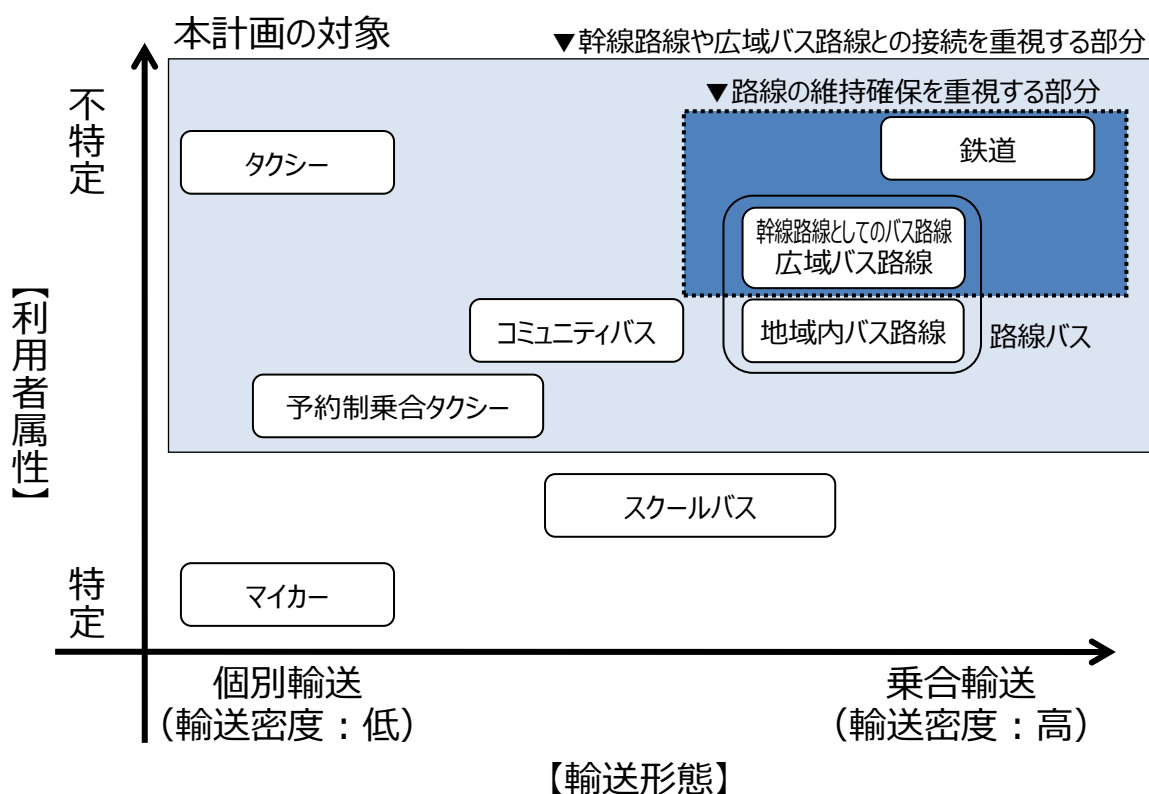 本計画の対象
▼幹線路線や広域バス路線との接続を重視する部分
▼路線の維持確保を重視する部分
不特定
タクシー
鉄道
幹線路線としてのバス路線
広域バス路線
【利用者属性】
コミュニティバス
地域内バス路線
路線バス
予約制乗合タクシー
スクールバス
特定
マイカー
個別輸送
（輸送密度：低）
乗合輸送
（輸送密度：高）
【輸送形態】